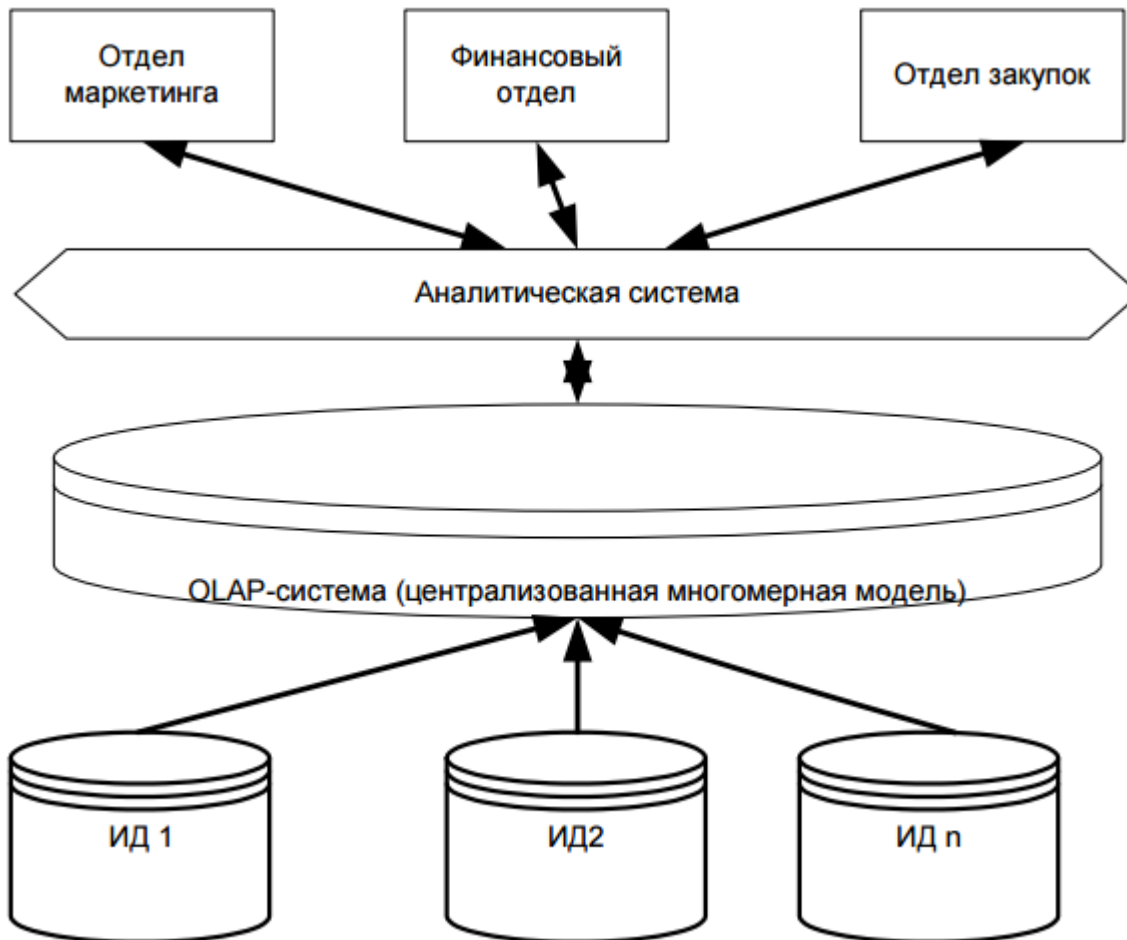 Отдел
маркетинга
Финансовый
отдел
Отдел закупок
Аналитическая система
OLAP-система (централизованная многомерная модель)
ИД 1
ИД2
ИД n